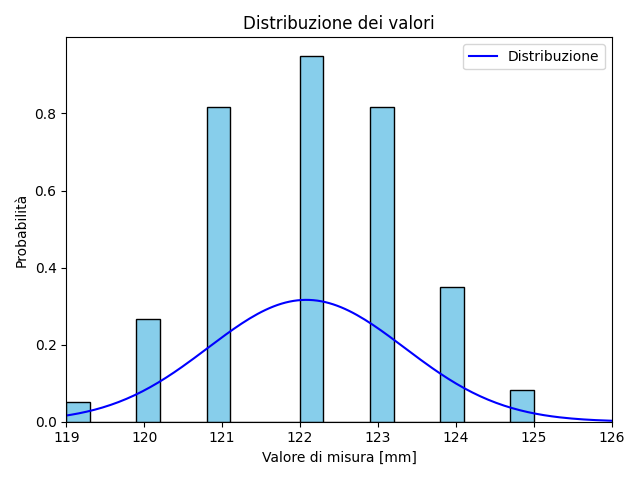 Distribuzione dei valori
Distribuzione
Probabilità
0.8
0.6
0.4
0.2
0.0
119 120 121 122 123 124 125 126
Valore di misura [mm]